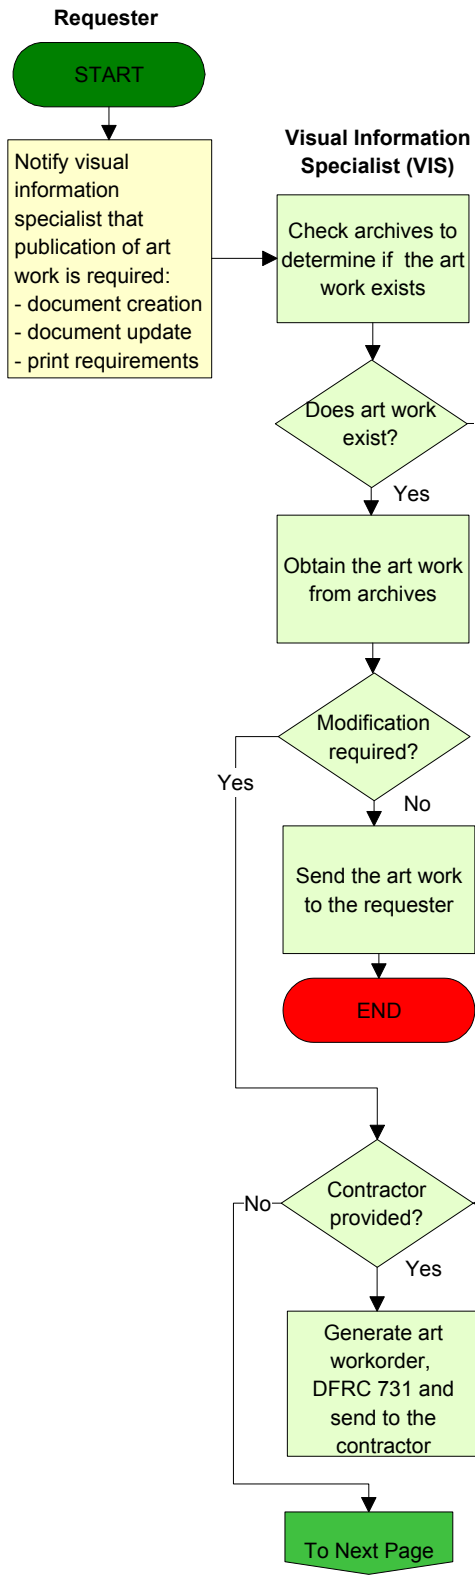 Requester
START
Notify visual
information
specialist that
publication of art
work is required:
- document creation
- document update
- print requirements
Visual Information
Specialist (VIS)
Check archives to
determine if the art
work exists
Does art work
exist?
Yes
Obtain the art work
from archives
Modification
required?
Yes
No
Send the art work
to the requester
END
Contractor
provided?
No
Yes
Generate art
workorder,
DFRC 731 and
send to the
contractor
To Next Page